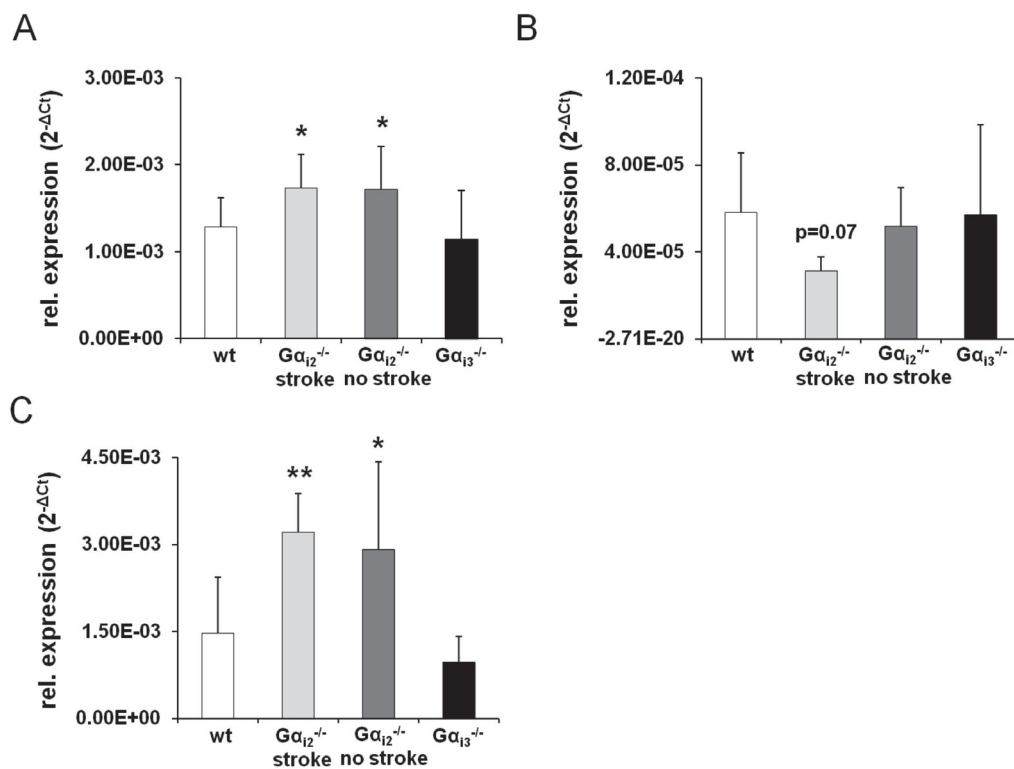 A
rel. expression (2-ΔCt)
3.00E-03
2.00E-03
1.00E-03
0.00E+00
*
*
wt
Gαi2-/-
stroke
Gαi2-/-
no stroke
Gαi3-/-
B
rel. expression (2-ΔCt)
1.20E-04
8.00E-05
4.00E-05
-2.71E-20
p=0.07
wt
Gαi2-/-
stroke
Gαi2-/-
no stroke
Gαi3-/-
C
rel. expression (2-ΔCt)
4.50E-03
3.00E-03
1.50E-03
0.00E+00
**
*
wt
Gαi2-/-
stroke
Gαi2-/-
no stroke
Gαi3-/-